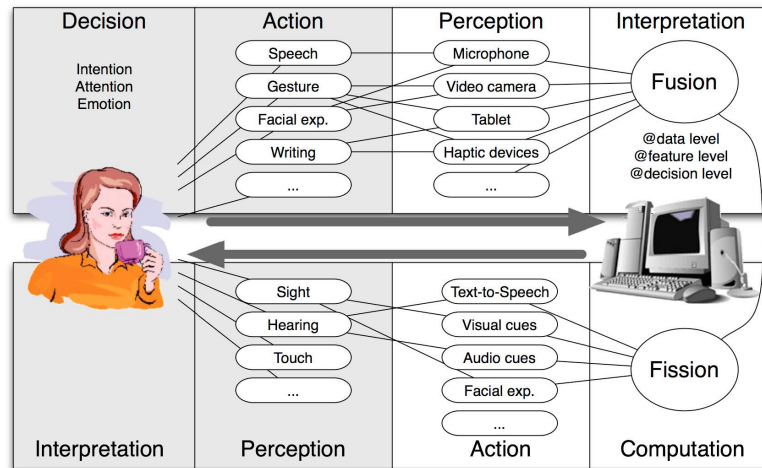 Decision
Action
Perception
Interpretation
Intention
Attention
Emotion
Speech
Gesture
Facial exp.
Writing
...
Microphone
Video camera
Tablet
Haptic devices
...
Fusion
@data level
@feature level
@decision level
Sight
Hearing
Touch
...
Text-to-Speech
Visual cues
Audio cues
Facial exp.
...
Fission
Interpretation
Perception
Action
Computation